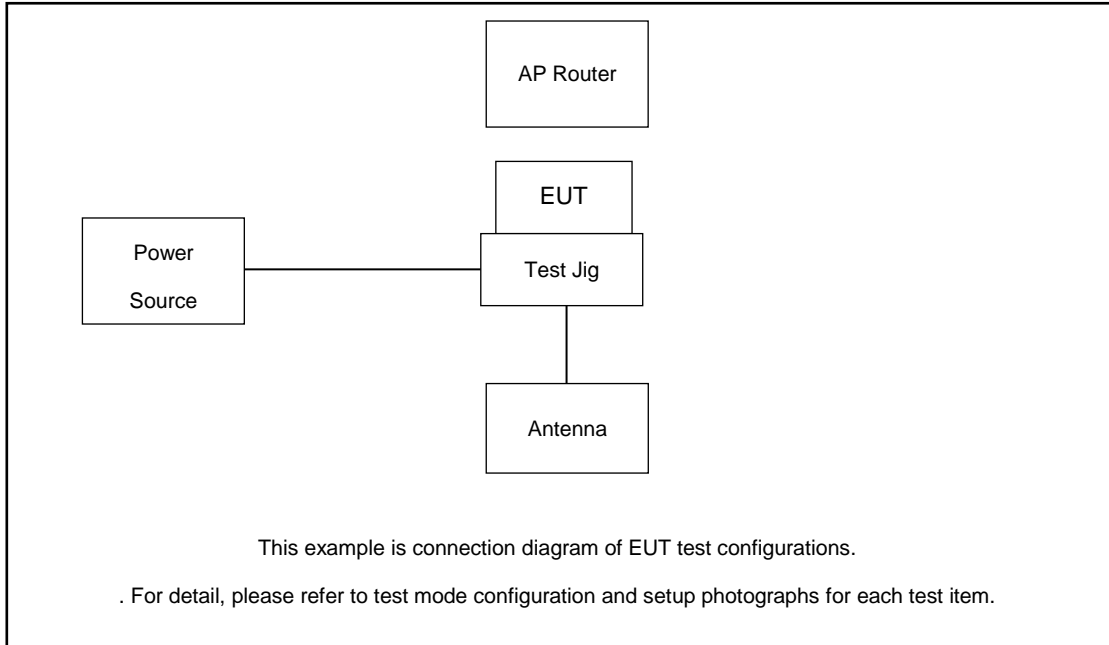 AP Router
EUT
Power
Source
Test Jig
Antenna
This example is connection diagram of EUT test configurations.
. For detail, please refer to test mode configuration and setup photographs for each test item.